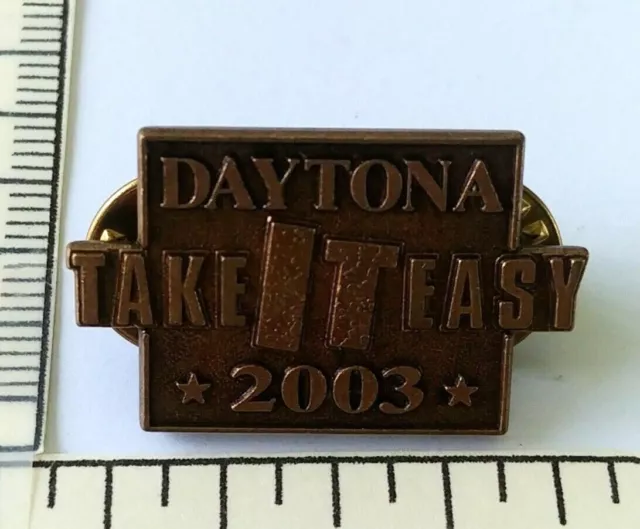 DAYTONA
TAKE IT EASY
★ 2003 ★